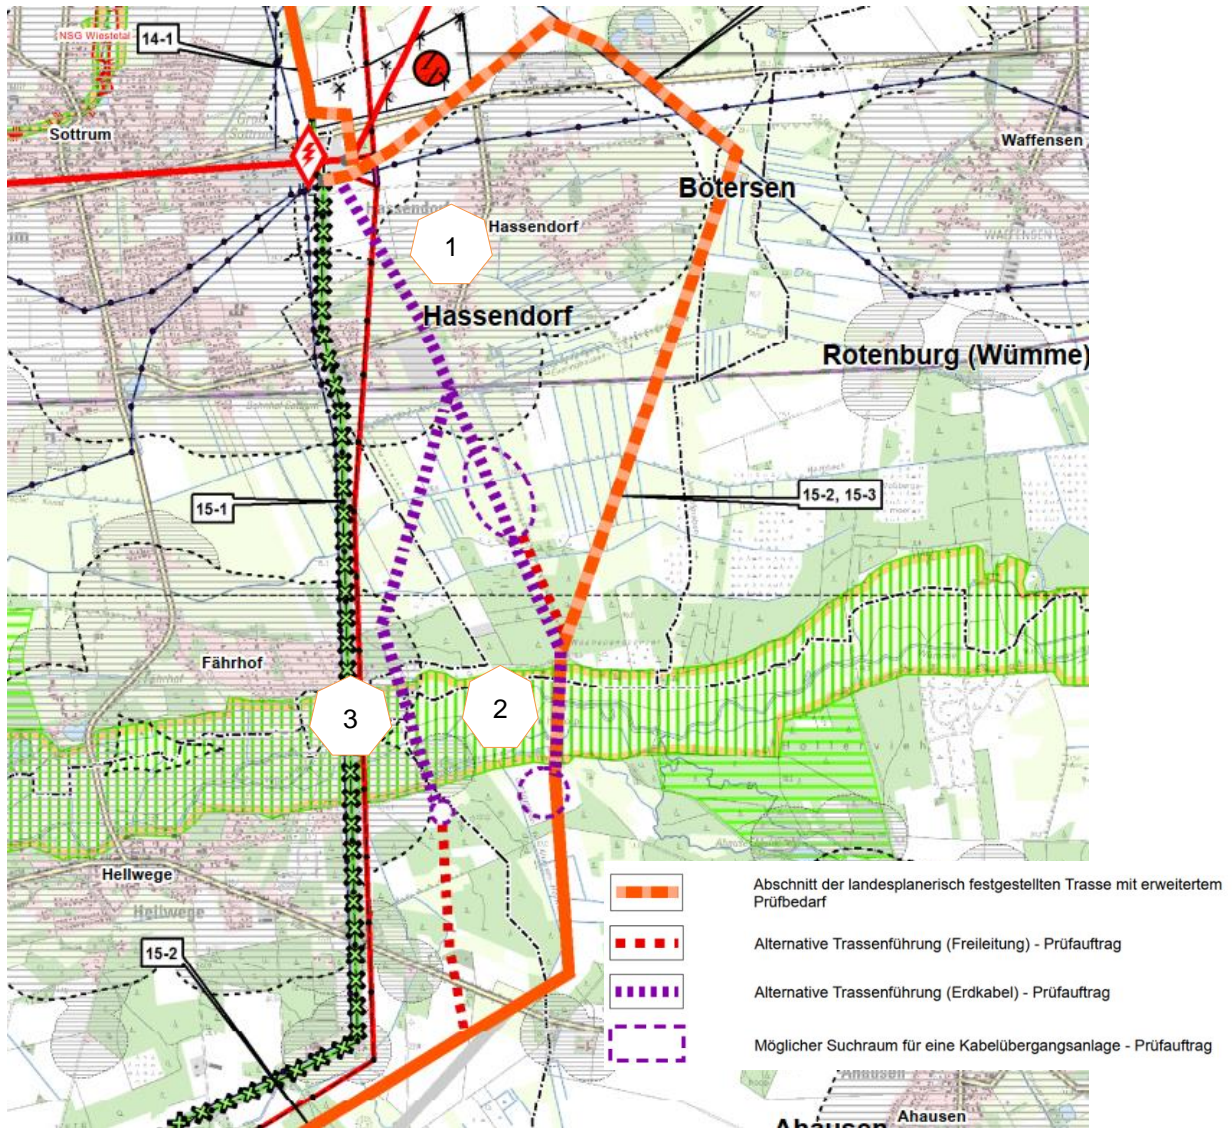 NSG Wiestetal
14-1
Sottrum
Waffensen
Bötersen
Hassendorf
1
Hassendorf
WAFFENSEN
Rotenburg (Wümme)
15-1
15-2, 15-3
Fährhof
2
3
Hellwege
Hellwege
15-2
Abschnitt der landesplanerisch festgestellten Trasse mit erweitertem
Prüfbedarf
Alternative Trassenführung (Freileitung) - Prüfauftrag
Alternative Trassenführung (Erdkabel) - Prüfauftrag
Möglicher Suchraum für eine Kabelübergangsanlage - Prüfauftrag
Ahausen
Ahausen
Ahausen